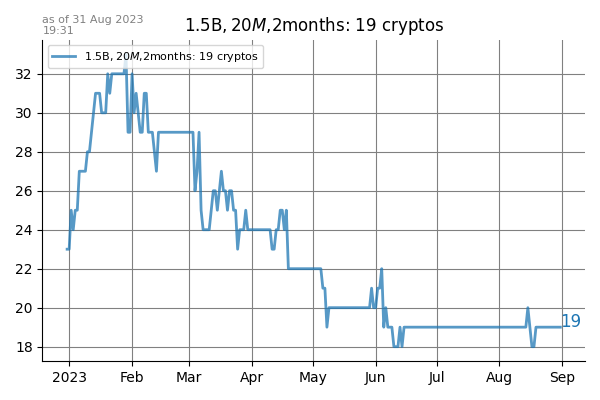 as of 31 Aug 2023
19:31
1.5B, 20M,2months: 19 cryptos
1.5B, 20M,2months: 19 cryptos
32
30
28
26
24
22
20
18
19
2023 Feb Mar Apr May Jun Jul Aug Sep